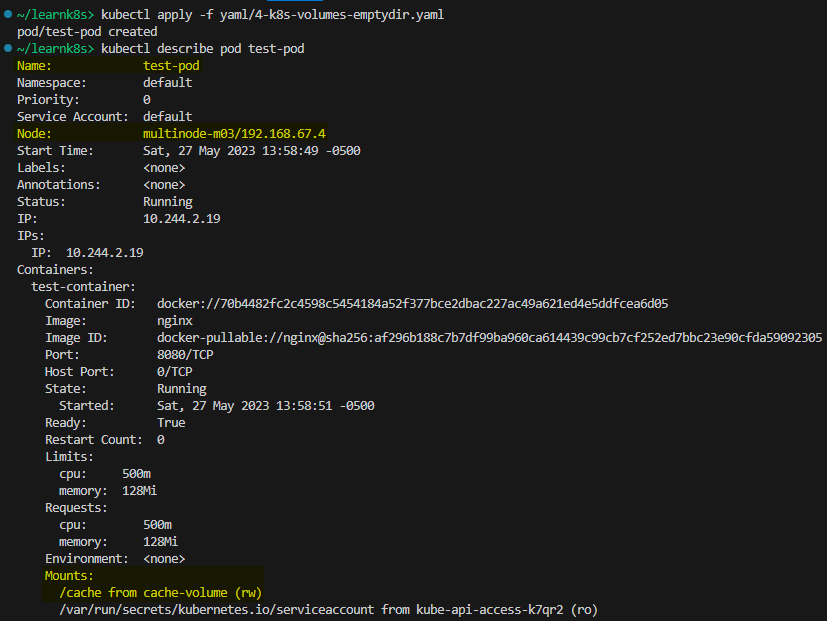 ~/learnk8s> kubectl apply -f yaml/4-k8s-volumes-emptydir.yaml
pod/test-pod created
~/learnk8s> kubectl describe pod test-pod
Name:             test-pod
Namespace:        default
Priority:         0
Service Account:  default
Node:             multinode-m03/192.168.67.4
Start Time:       Sat, 27 May 2023 13:58:49 -0500
Labels:           <none>
Annotations:      <none>
Status:           Running
IP:               10.244.2.19
IPs:
  IP:  10.244.2.19
Containers:
  test-container:
    Container ID:   docker://70b4482fc2c4598c5454184a52f377bce2dbac227ac49a621ed4e5ddfcea6d05
    Image:          nginx
    Image ID:       docker-pullable://nginx@sha256:af296b188c7b7df99ba960ca614439c99cb7cf252ed7bbc23e90cfda59092305
    Port:           8080/TCP
    Host Port:      0/TCP
    State:          Running
      Started:      Sat, 27 May 2023 13:58:51 -0500
    Ready:          True
    Restart Count:  0
    Limits:
      cpu:     500m
      memory:  128Mi
    Requests:
      cpu:        500m
      memory:     128Mi
    Environment:  <none>
    Mounts:
      /cache from cache-volume (rw)
      /var/run/secrets/kubernetes.io/serviceaccount from kube-api-access-k7qr2 (ro)